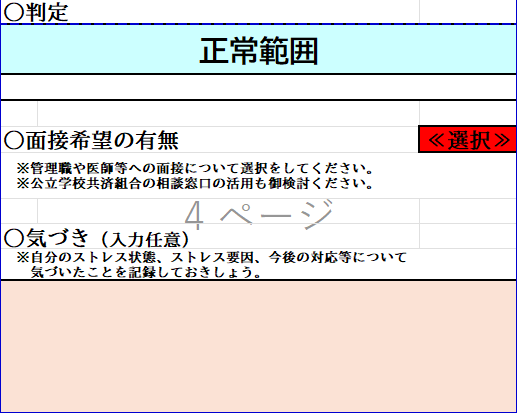 〇判定
正常範囲
〇面接希望の有無
≪選択≫
※管理職や医師等への面接について選択をしてください。
※公立学校共済組合の相談窓口の活用も御検討ください。
4 ページ
〇気づき（入力任意）
※自分のストレス状態、ストレス要因、今後の対応等について
気づいたことを記録しておきしょう。